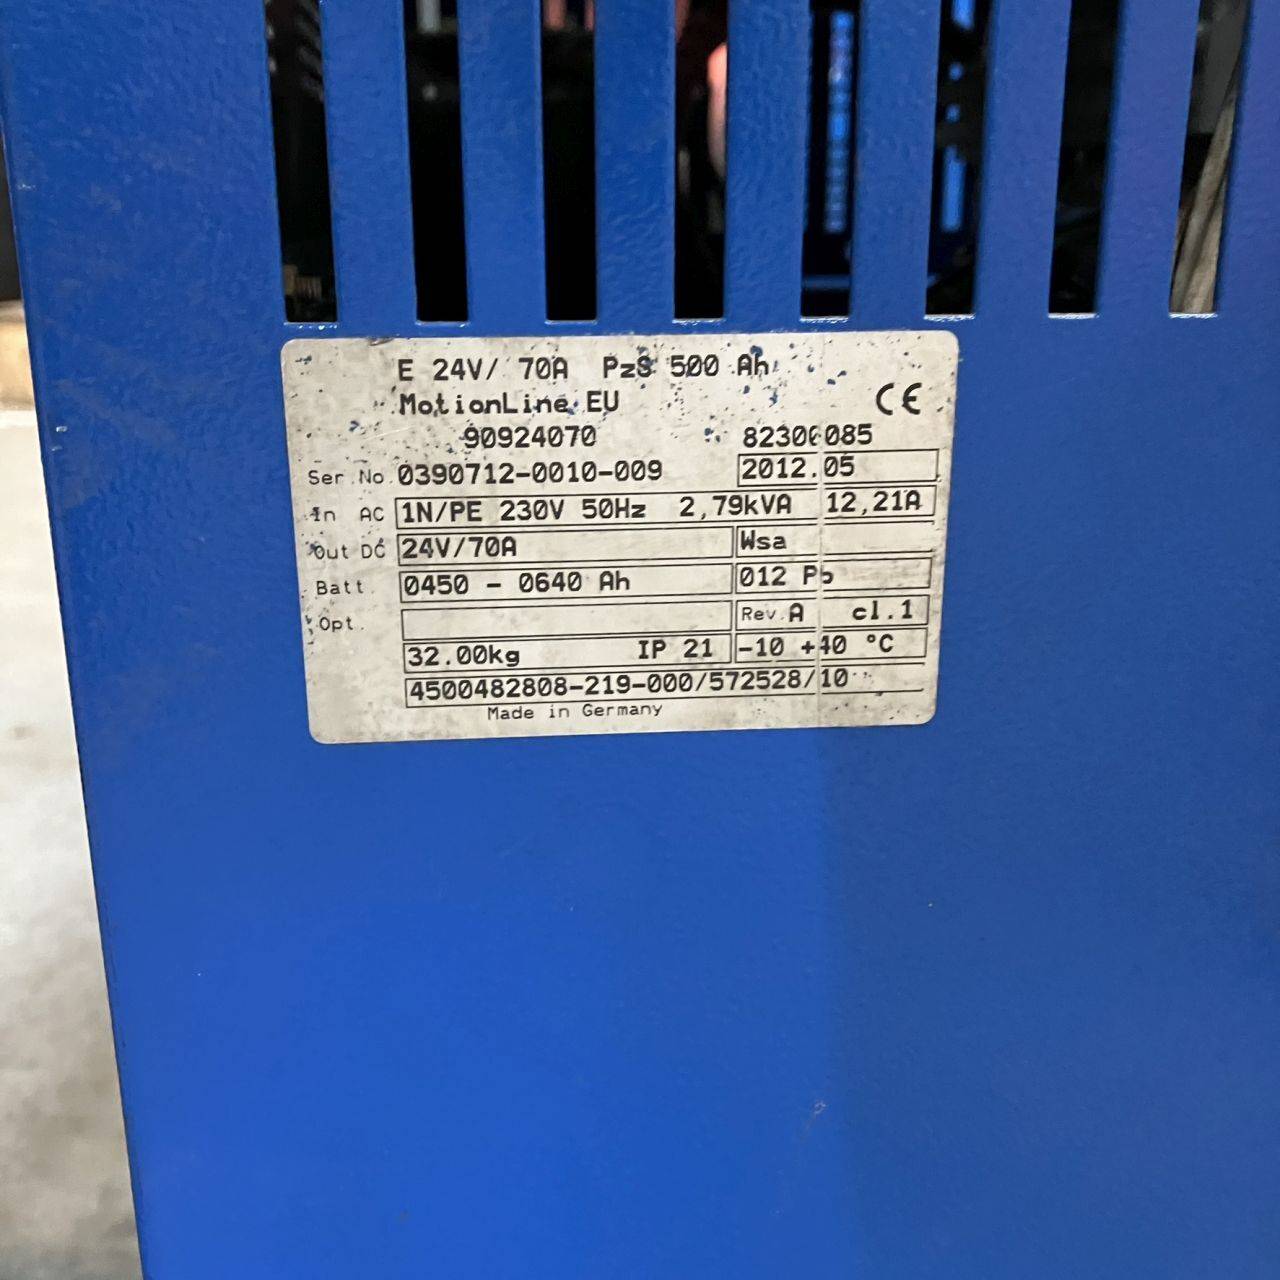 E 24V/ 70A PzS 500 Ah
MotionLine EU CE
90924070 82300085
Ser.No. 0390712-0010-009 2012.05
In AC 1N/PE 230V 50Hz 2,79kVA 12,21A
Out DC 24V/70A Wsa
Batt. 0450 - 0640 Ah 012 Pb
Opt. Rev.A cl.1
32.00kg IP 21 -10 +40 °C
4500482808-219-000/572528/10
Made in Germany